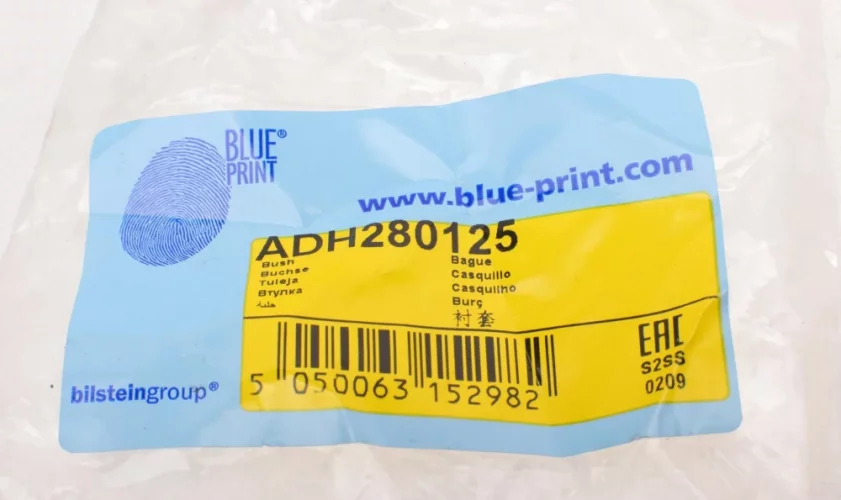 BLUE®
PRINT
www.blue-print.com
ADH280125
Bush
Buchse
Tuleja
Втулка
جلبة
Bague
Casquillo
Casquilho
Burç
衬套
EAC
S2SS
0209
5 050063 152982
bilsteingroup®